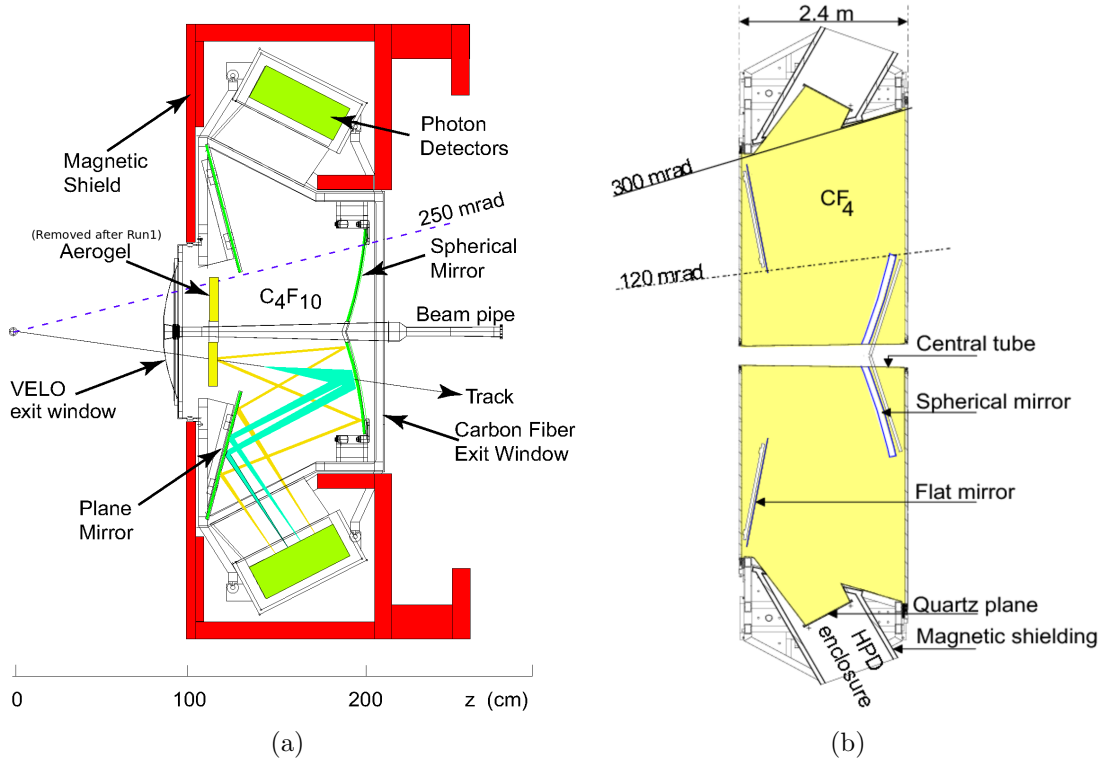 Magnetic
Shield
(Removed after Run1)
Aerogel
VELO
exit window
Plane
Mirror
C4F10
Photon
Detectors
250 mrad
Spherical
Mirror
Beam pipe
Track
Carbon Fiber
Exit Window
0
100
200
z (cm)
(a)
2.4 m
300 mrad
CF4
120 mrad
Central tube
Spherical mirror
Flat mirror
Quartz plane
Magnetic shielding
HPD
enclosure
(b)